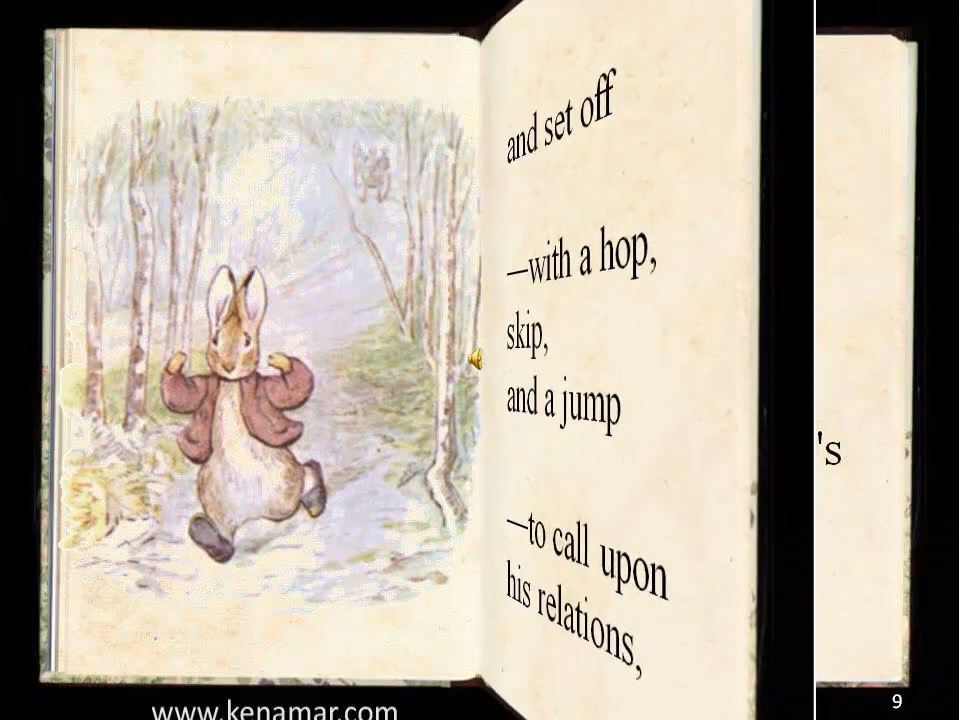 and set off
—with a hop,
skip,
and a jump
—to call upon
his relations,
's
www.kenamar.com
9